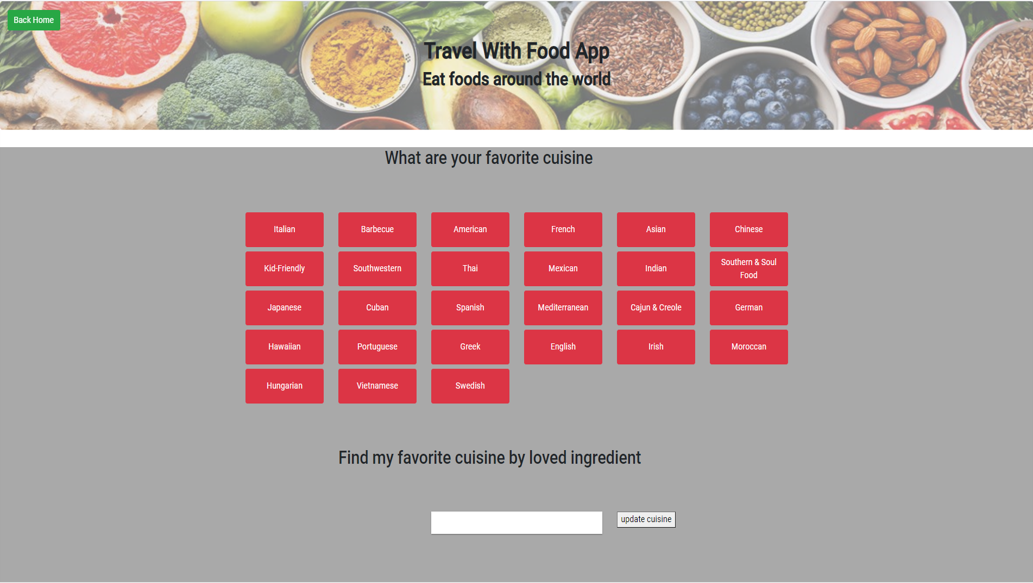 Back Home
Travel With Food App
Eat foods around the world
What are your favorite cuisine
Italian
Barbecue
American
French
Asian
Chinese
Kid-Friendly
Southwestern
Thai
Mexican
Indian
Southern & Soul
Food
Japanese
Cuban
Spanish
Mediterranean
Cajun & Creole
German
Hawaiian
Portuguese
Greek
English
Irish
Moroccan
Hungarian
Vietnamese
Swedish
Find my favorite cuisine by loved ingredient
update cuisine